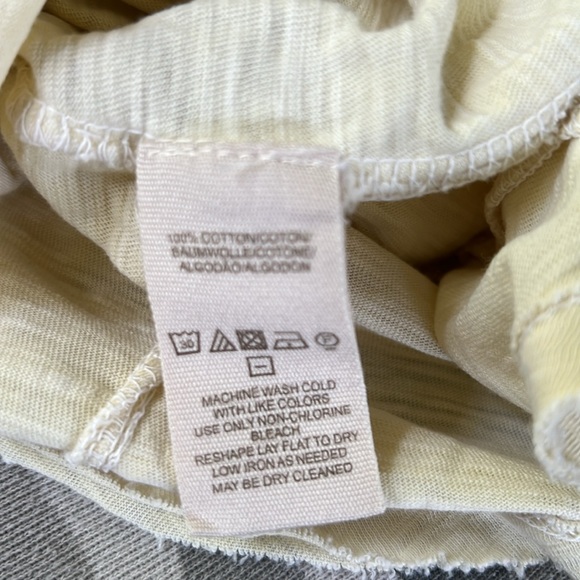 100% COTTON/COTON/
BAUMWOLLE/COTONE/
ALGODÃO/ALGODON
30
P
MACHINE WASH COLD
WITH LIKE COLORS
USE ONLY NON-CHLORINE
BLEACH
RESHAPE LAY FLAT TO DRY
LOW IRON AS NEEDED
MAY BE DRY CLEANED